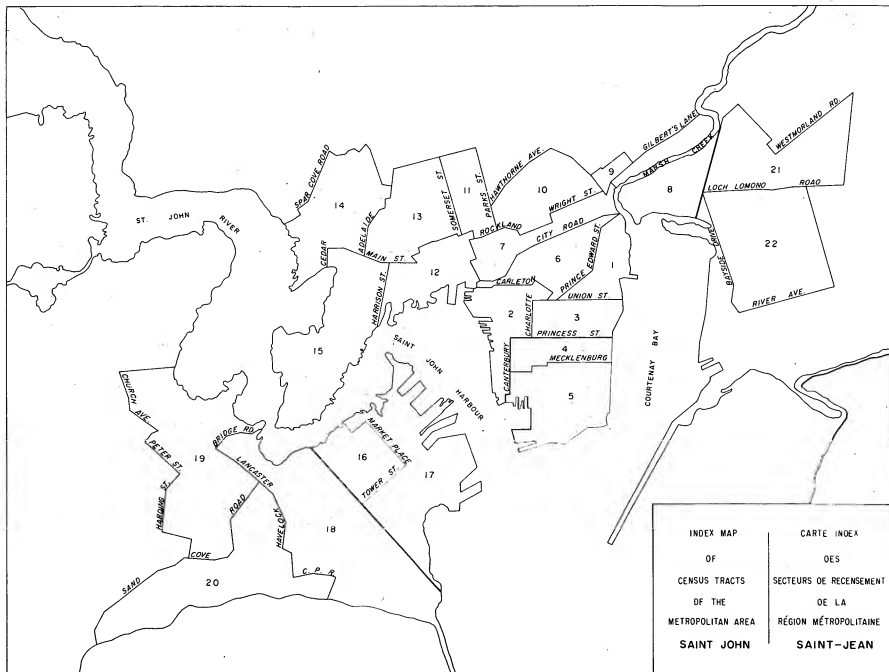 GILBERT'S LANE
MARSH CREEK
WESTMORLAND RD.
21
9
8
HAWTHORNE AVE.
10
WRIGHT ST.
LOCH LOMOND ROAD
SPAR COVE ROAD
14
ADELAIDE
13
SOMERSET ST
11
PARKS ST.
ROCKLAND
CITY ROAD
ST. JOHN RIVER
CEDAR
MAIN ST.
12
7
6
PRINCE EDWARD ST.
1
BAYSIDE DRIVE
22
RIVER AVE.
HARRISON ST.
CARLETON
2
CHARLOTTE
UNION ST.
3
PRINCESS ST.
4
MECKLENBURG
CANTERBURY
5
15
SAINT JOHN HARBOUR
COURTENAY BAY
CHURCH AVE.
PETER ST.
HARDING ST.
19
BRIDGE RD.
LANCASTER
ROAD
16
MARKET PLACE
TOWER ST.
17
HAVELOCK
18
C. P. R.
SAND
COVE
20
INDEX MAP
OF
CENSUS TRACTS
OF THE
METROPOLITAN AREA
SAINT JOHN
CARTE INDEX
DES
SECTEURS DE RECENSEMENT
DE LA
RÉGION MÉTROPOLITAINE
SAINT-JEAN